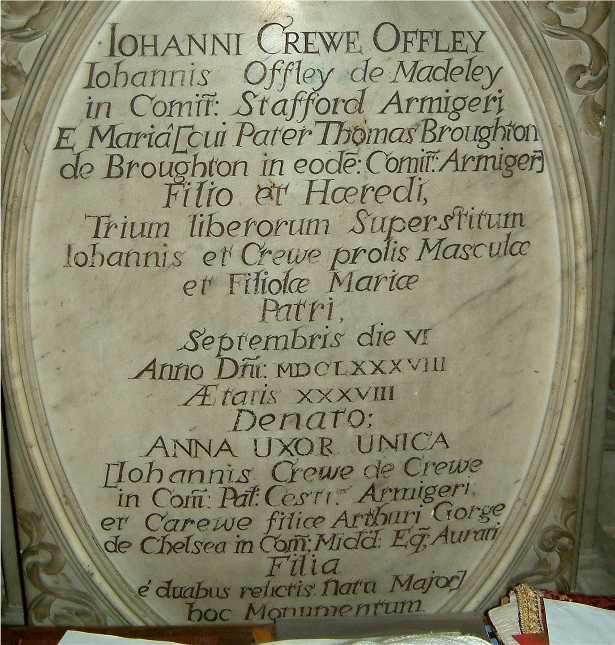 IOHANNI CREWE OFFLEY
Iohannis Offley de Madeley
in Comit̃: Stafford Armigeri
E Mariâ [cui Pater Thomas Broughton
de Broughton in eodē: Comit̃: Armiger]
Filio et Hæredi,
Trium liberorum Superstitum
Iohannis et Crewe prolis Masculæ
et Filiolæ Mariæ
Patri,
Septembris die VI
Anno Dñi: MDCLXXXVIII
Ætatis XXXVIII
Denato;
ANNA UXOR UNICA
[Iohannis Crewe de Crewe
in Com̃: Pal: Cestr: Armigeri
et Carewe filiæ Arthuri Gorge
de Chelsea in Com̃: Midd: Eq; Aurati
Filia
é duabus relictis natu Major]
hoc Monumentum